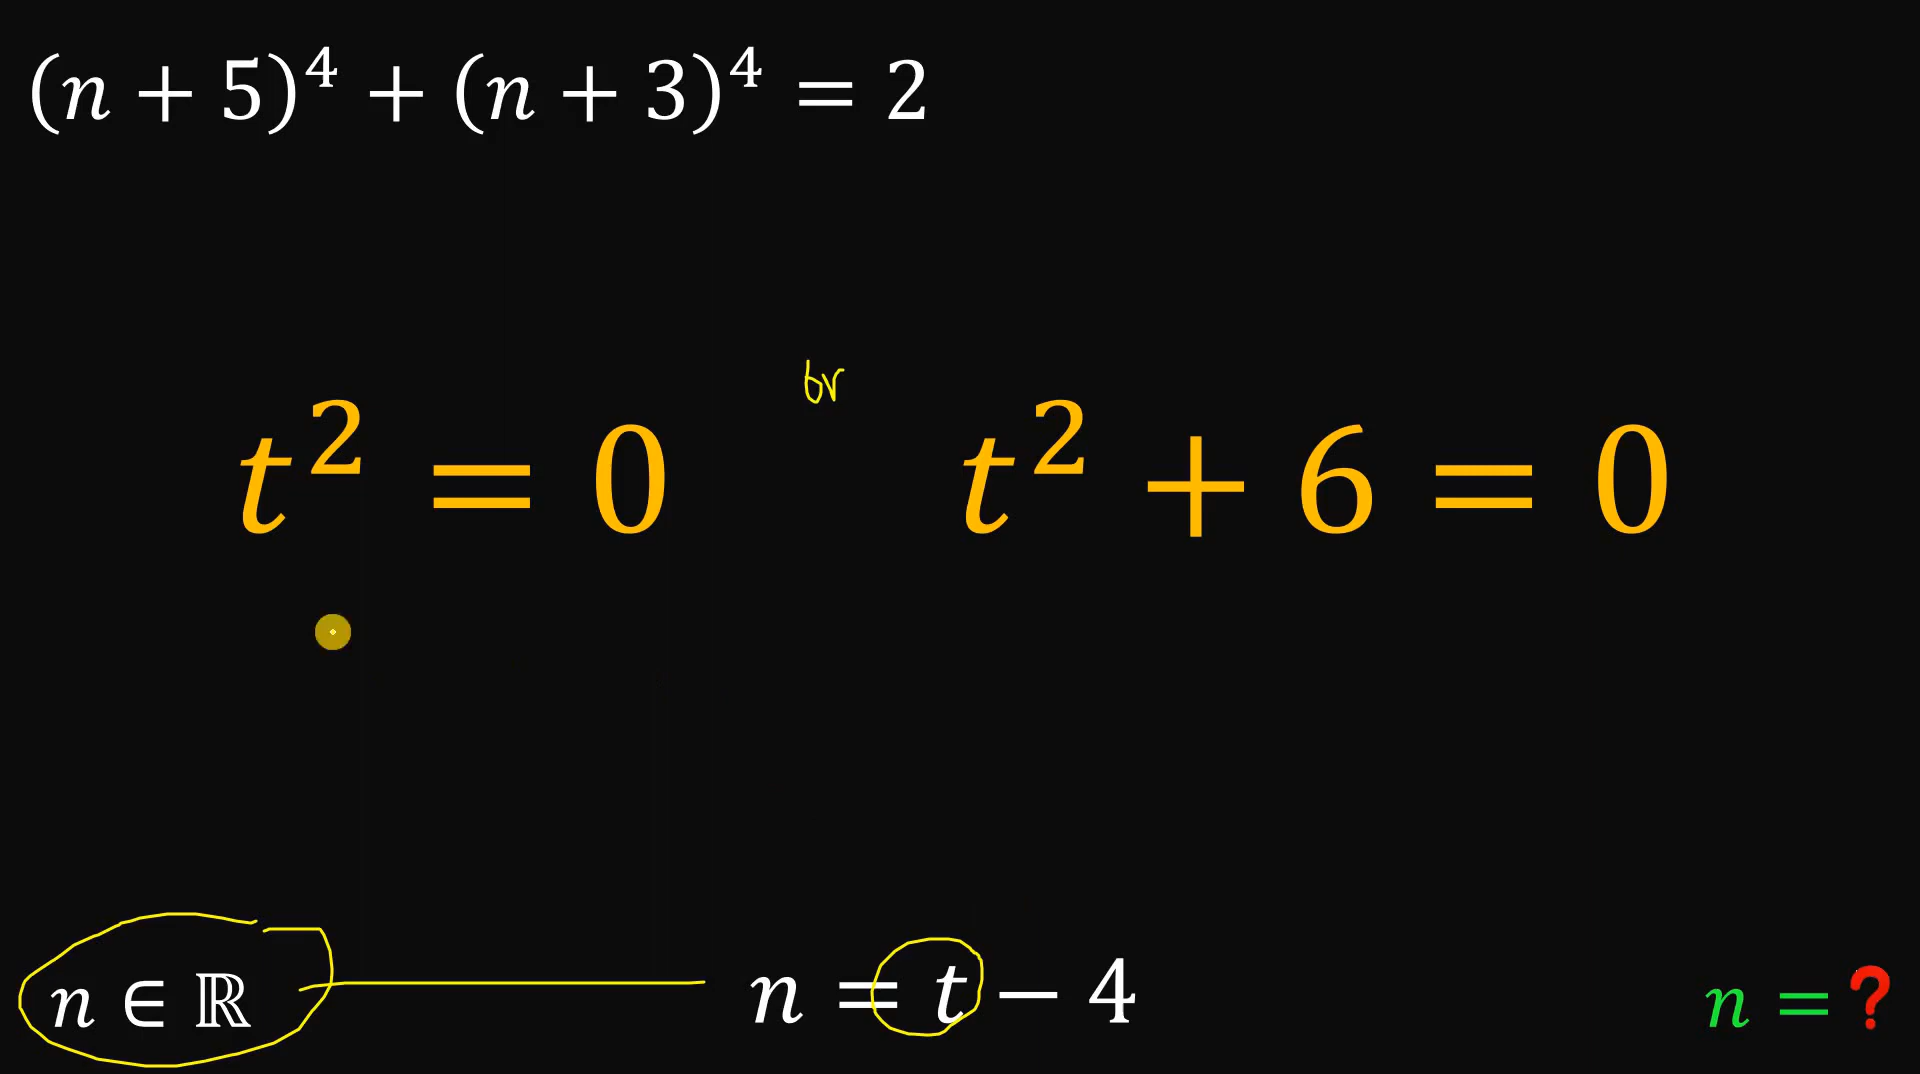 (n + 5)⁴ + (n + 3)⁴ = 2
or
t² = 0 t² + 6 = 0
n ∈ ℝ n = t − 4 n = ?